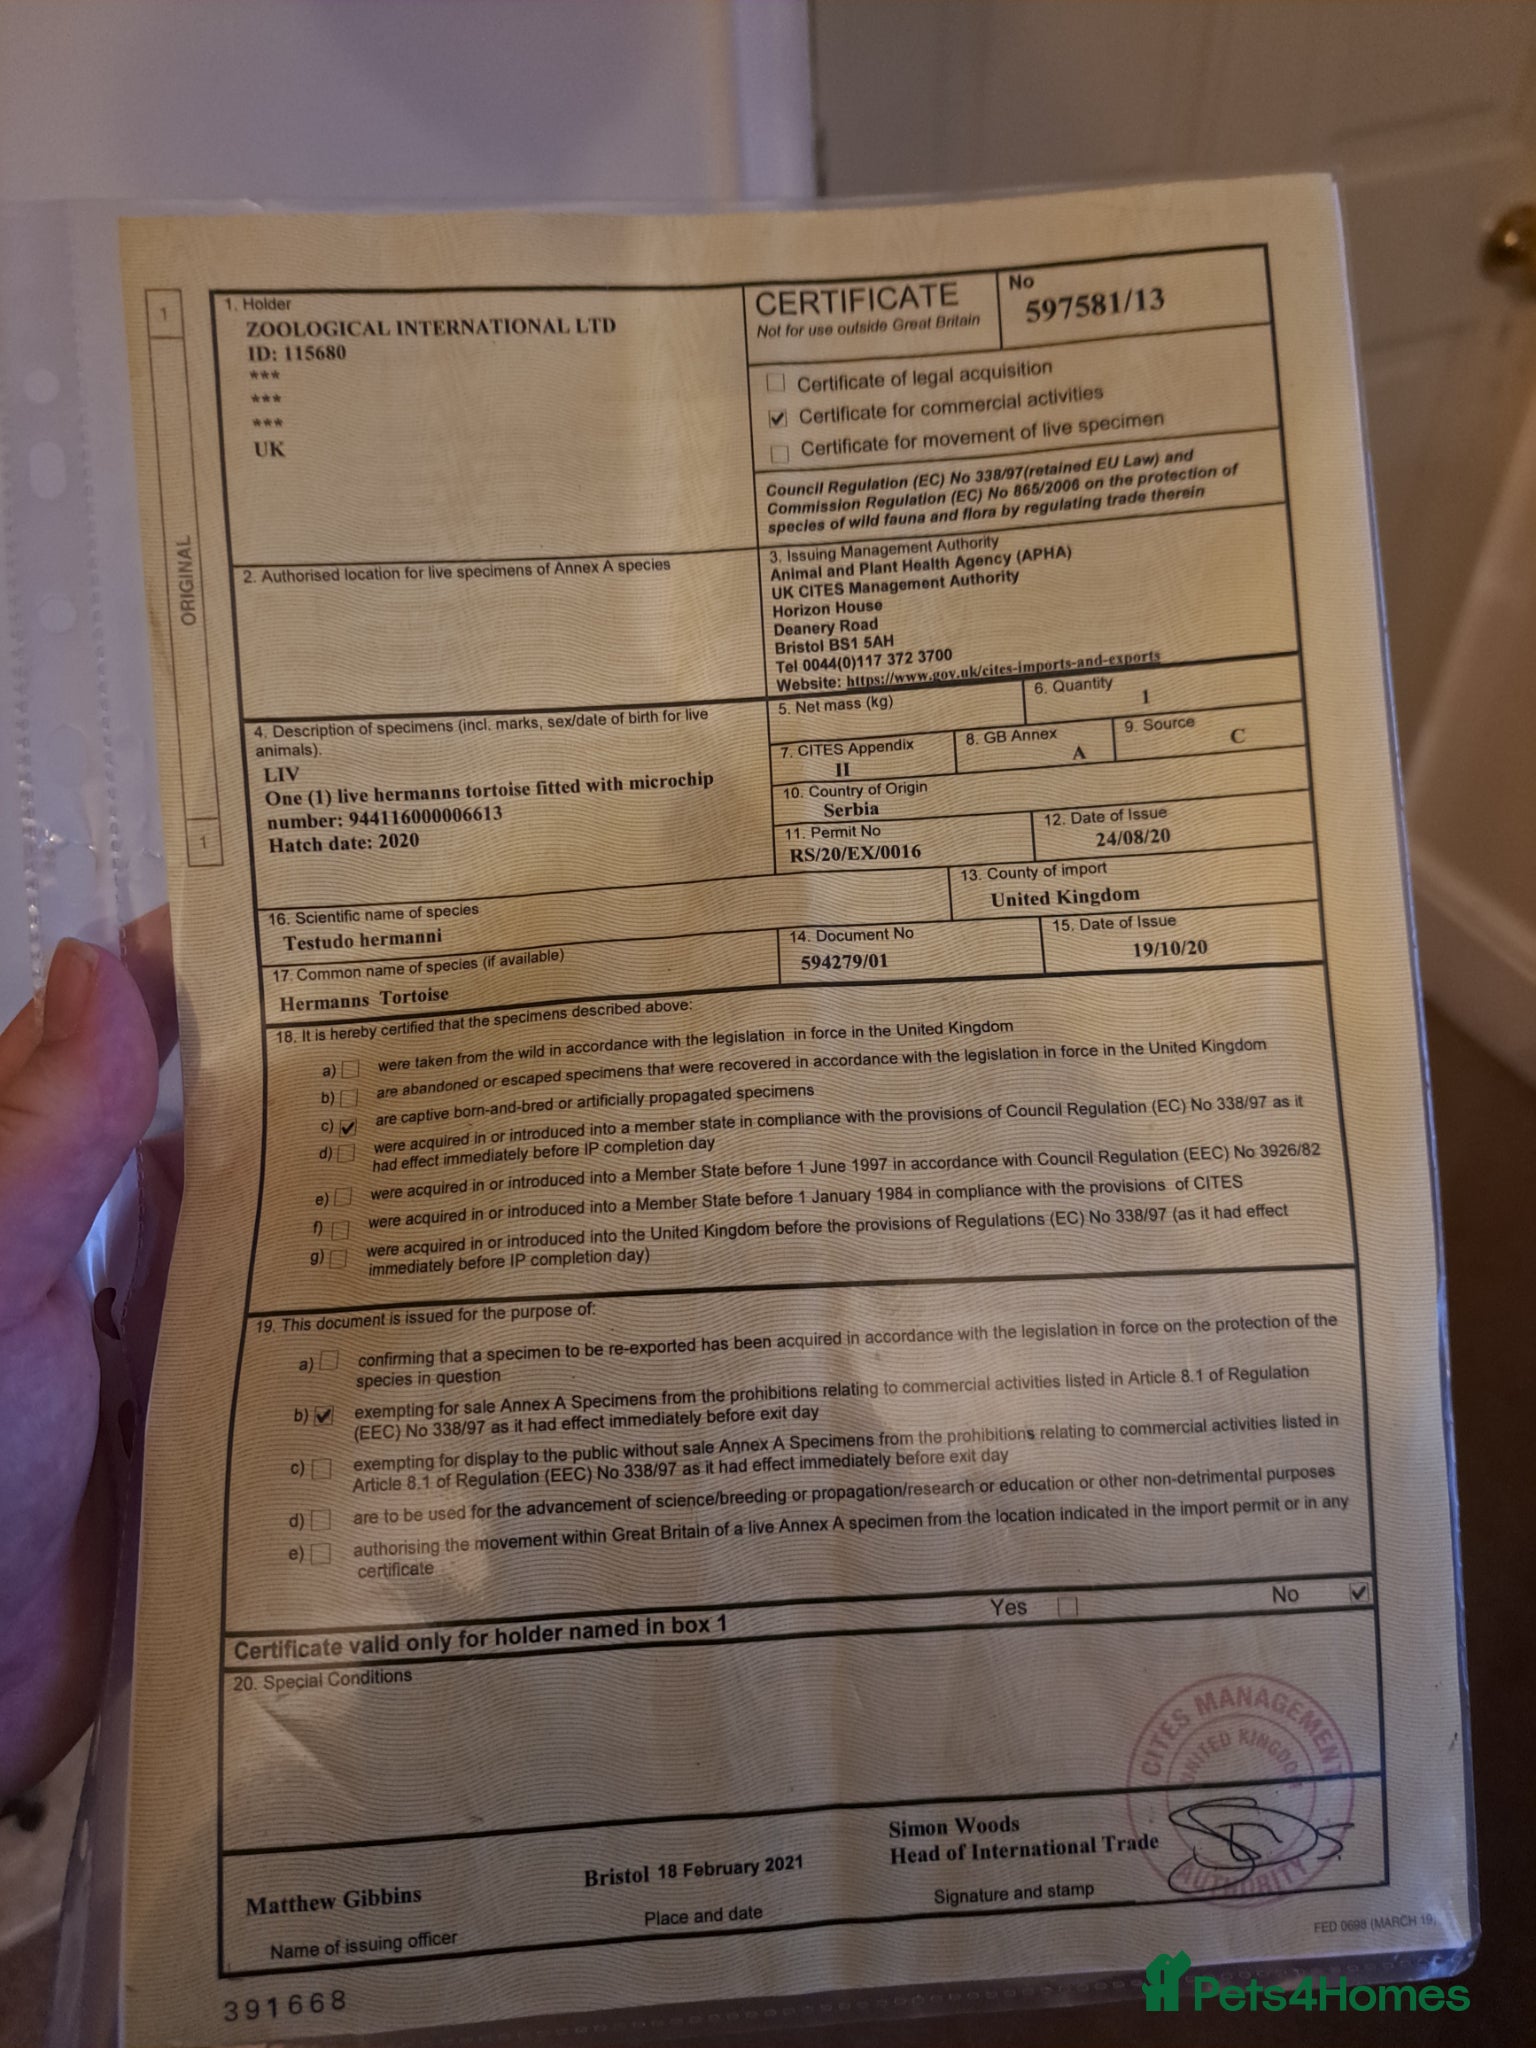 1
ORIGINAL
1
1. Holder
ZOOLOGICAL INTERNATIONAL LTD
ID: 115680
***
***
***
UK
CERTIFICATE
Not for use outside Great Britain
No
597581/13
Certificate of legal acquisition
Certificate for commercial activities
Certificate for movement of live specimen
Council Regulation (EC) No 338/97(retained EU Law) and
Commission Regulation (EC) No 865/2006 on the protection of
species of wild fauna and flora by regulating trade therein
2. Authorised location for live specimens of Annex A species
3. Issuing Management Authority
Animal and Plant Health Agency (APHA)
UK CITES Management Authority
Horizon House
Deanery Road
Bristol BS1 5AH
Tel 0044(0)117 372 3700
Website: https://www.gov.uk/cites-imports-and-exports
4. Description of specimens (incl. marks, sex/date of birth for live
animals).
LIV
One (1) live hermanns tortoise fitted with microchip
number: 944116000006613
Hatch date: 2020
5. Net mass (kg)
6. Quantity
1
7. CITES Appendix
II
8. GB Annex
A
9. Source
C
10. Country of Origin
Serbia
11. Permit No
RS/20/EX/0016
12. Date of Issue
24/08/20
13. County of import
United Kingdom
14. Document No
594279/01
15. Date of Issue
19/10/20
16. Scientific name of species
Testudo hermanni
17. Common name of species (if available)
Hermanns Tortoise
18. It is hereby certified that the specimens described above:
a) were taken from the wild in accordance with the legislation in force in the United Kingdom
b) are abandoned or escaped specimens that were recovered in accordance with the legislation in force in the United Kingdom
c) are captive born-and-bred or artificially propagated specimens
d) were acquired in or introduced into a member state in compliance with the provisions of Council Regulation (EC) No 338/97 as it
had effect immediately before IP completion day
e) were acquired in or introduced into a Member State before 1 June 1997 in accordance with Council Regulation (EEC) No 3926/82
f) were acquired in or introduced into a Member State before 1 January 1984 in compliance with the provisions of CITES
g) were acquired in or introduced into the United Kingdom before the provisions of Regulations (EC) No 338/97 (as it had effect
immediately before IP completion day)
19. This document is issued for the purpose of:
a) confirming that a specimen to be re-exported has been acquired in accordance with the legislation in force on the protection of the
species in question
b) exempting for sale Annex A Specimens from the prohibitions relating to commercial activities listed in Article 8.1 of Regulation
(EEC) No 338/97 as it had effect immediately before exit day
c) exempting for display to the public without sale Annex A Specimens from the prohibitions relating to commercial activities listed in
Article 8.1 of Regulation (EEC) No 338/97 as it had effect immediately before exit day
d) are to be used for the advancement of science/breeding or propagation/research or education or other non-detrimental purposes
e) authorising the movement within Great Britain of a live Annex A specimen from the location indicated in the import permit or in any
certificate
Certificate valid only for holder named in box 1
Yes
No
20. Special Conditions
CITES MANAGEMENT
UNITED KINGDOM
AUTHORITY
Matthew Gibbins
Name of issuing officer
Bristol 18 February 2021
Place and date
Simon Woods
Head of International Trade
Signature and stamp
FED 0698 (MARCH 19)
391668
Pets4Homes